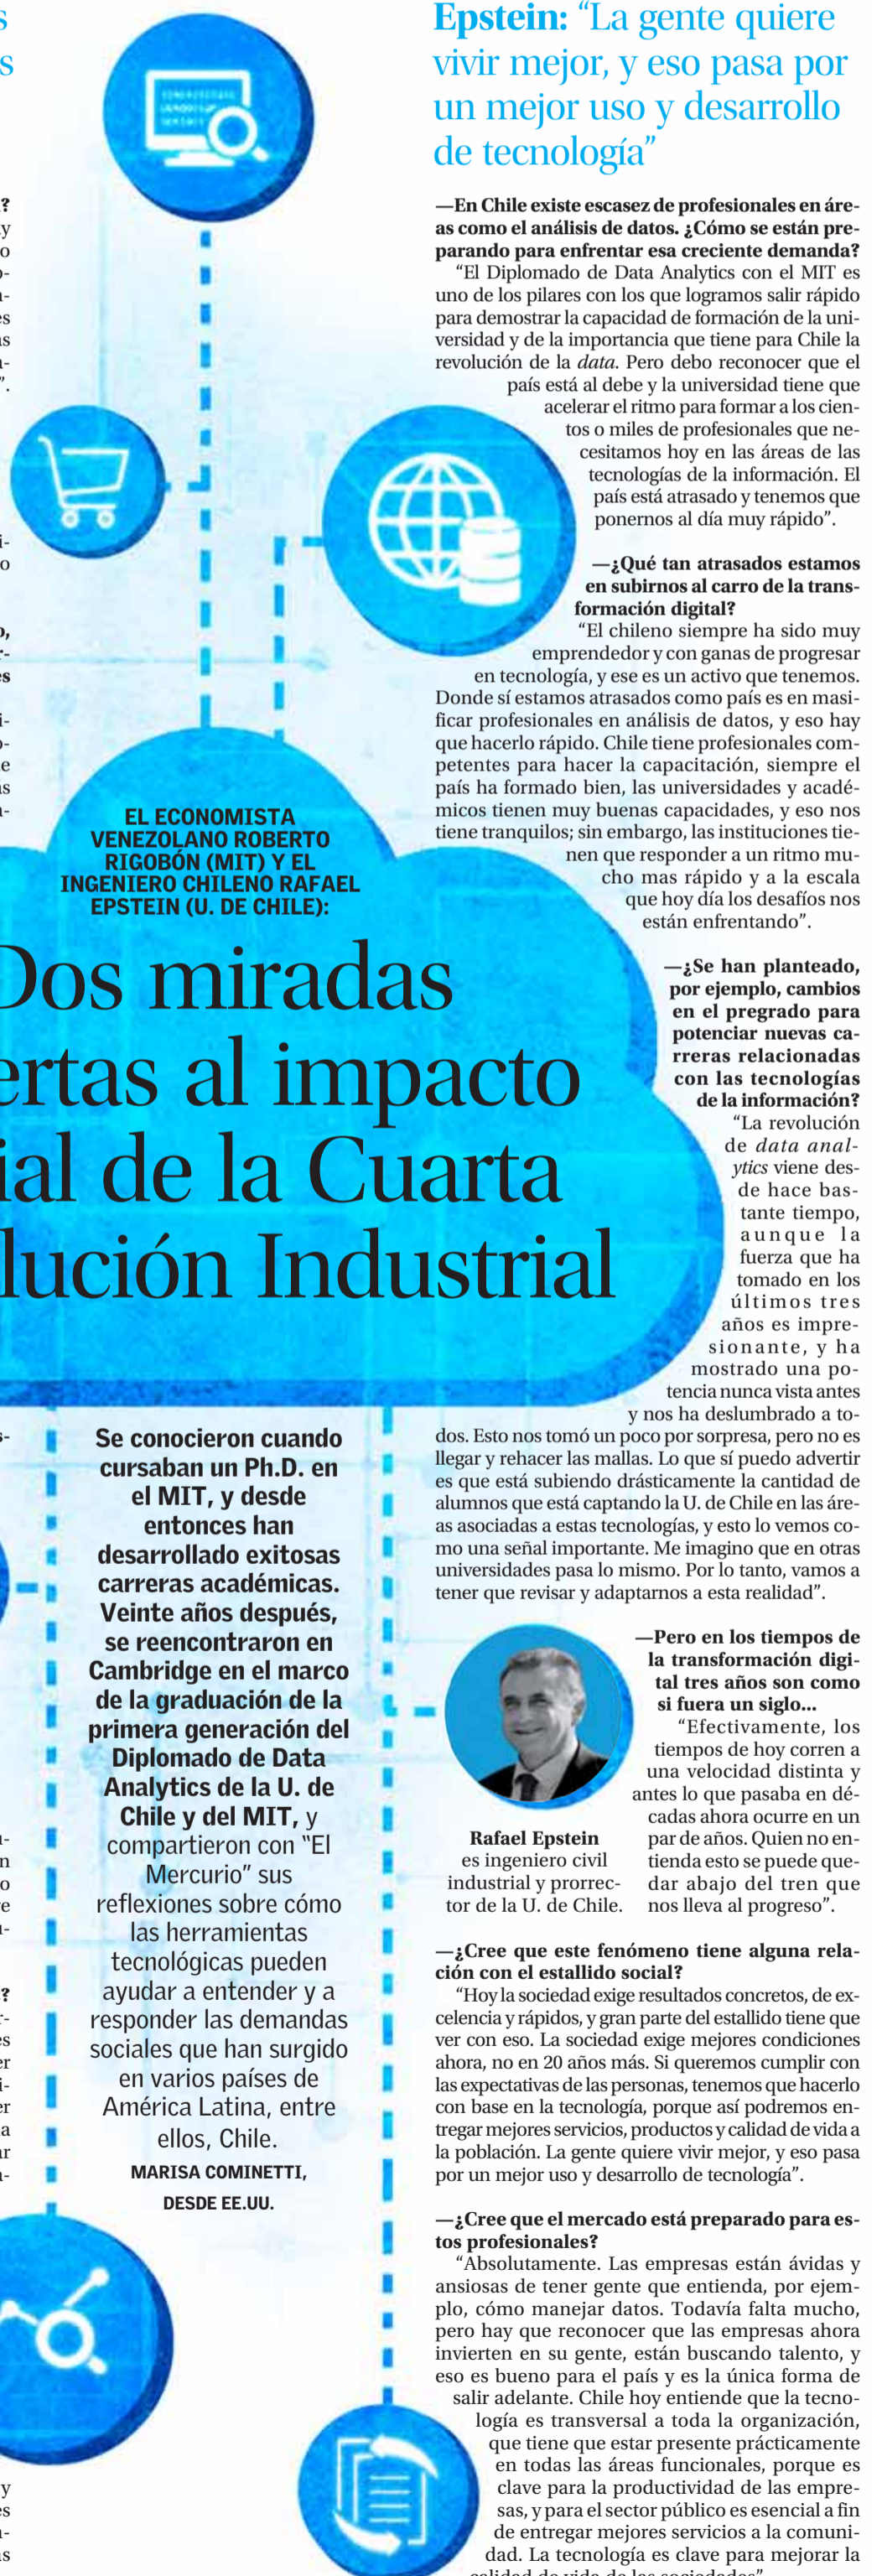 Epstein: “La gente quiere
vivir mejor, y eso pasa por
un mejor uso y desarrollo
de tecnología”
—En Chile existe escasez de profesionales en áre-
as como el análisis de datos. ¿Cómo se están pre-
parando para enfrentar esa creciente demanda?
“El Diplomado de Data Analytics con el MIT es
uno de los pilares con los que logramos salir rápido
para demostrar la capacidad de formación de la uni-
versidad y de la importancia que tiene para Chile la
revolución de la data. Pero debo reconocer que el
país está al debe y la universidad tiene que
acelerar el ritmo para formar a los cien-
tos o miles de profesionales que ne-
cesitamos hoy en las áreas de las
tecnologías de la información. El
país está atrasado y tenemos que
ponernos al día muy rápido”.
—¿Qué tan atrasados estamos
en subirnos al carro de la trans-
formación digital?
“El chileno siempre ha sido muy
emprendedor y con ganas de progresar
en tecnología, y ese es un activo que tenemos.
Donde sí estamos atrasados como país es en masi-
ficar profesionales en análisis de datos, y eso hay
que hacerlo rápido. Chile tiene profesionales com-
petentes para hacer la capacitación, siempre el
país ha formado bien, las universidades y acadé-
micos tienen muy buenas capacidades, y eso nos
tiene tranquilos; sin embargo, las instituciones tie-
nen que responder a un ritmo mu-
cho mas rápido y a la escala
que hoy día los desafíos nos
están enfrentando”.
—¿Se han planteado,
por ejemplo, cambios
en el pregrado para
potenciar nuevas ca-
rreras relacionadas
con las tecnologías
de la información?
“La revolución
de data anal-
ytics viene des-
de hace bas-
tante tiempo,
aunque la
fuerza que ha
tomado en los
últimos tres
años es impre-
sionante, y ha
mostrado una po-
tencia nunca vista antes
y nos ha deslumbrado a to-
dos. Esto nos tomó un poco por sorpresa, pero no es
llegar y rehacer las mallas. Lo que sí puedo advertir
es que está subiendo drásticamente la cantidad de
alumnos que está captando la U. de Chile en las áre-
as asociadas a estas tecnologías, y esto lo vemos co-
mo una señal importante. Me imagino que en otras
universidades pasa lo mismo. Por lo tanto, vamos a
tener que revisar y adaptarnos a esta realidad”.
—Pero en los tiempos de
la transformación digi-
tal tres años son como
si fuera un siglo...
“Efectivamente, los
tiempos de hoy corren a
una velocidad distinta y
antes lo que pasaba en dé-
cadas ahora ocurre en un
par de años. Quien no en-
tienda esto se puede que-
dar abajo del tren que
nos lleva al progreso”.
Rafael Epstein
es ingeniero civil
industrial y prorrec-
tor de la U. de Chile.
—¿Cree que este fenómeno tiene alguna rela-
ción con el estallido social?
“Hoy la sociedad exige resultados concretos, de ex-
celencia y rápidos, y gran parte del estallido tiene que
ver con eso. La sociedad exige mejores condiciones
ahora, no en 20 años más. Si queremos cumplir con
las expectativas de las personas, tenemos que hacerlo
con base en la tecnología, porque así podremos en-
tregar mejores servicios, productos y calidad de vida a
la población. La gente quiere vivir mejor, y eso pasa
por un mejor uso y desarrollo de tecnología”.
—¿Cree que el mercado está preparado para es-
tos profesionales?
“Absolutamente. Las empresas están ávidas y
ansiosas de tener gente que entienda, por ejem-
plo, cómo manejar datos. Todavía falta mucho,
pero hay que reconocer que las empresas ahora
invierten en su gente, están buscando talento, y
eso es bueno para el país y es la única forma de
salir adelante. Chile hoy entiende que la tecno-
logía es transversal a toda la organización,
que tiene que estar presente prácticamente
en todas las áreas funcionales, porque es
clave para la productividad de las empre-
sas, y para el sector público es esencial a fin
de entregar mejores servicios a la comuni-
dad. La tecnología es clave para mejorar la
calidad de vida de las sociedades”
EL ECONOMISTA
VENEZOLANO ROBERTO
RIGOBÓN (MIT) Y EL
INGENIERO CHILENO RAFAEL
EPSTEIN (U. DE CHILE):
Dos miradas
ertas al impacto
ial de la Cuarta
lución Industrial
Se conocieron cuando
cursaban un Ph.D. en
el MIT, y desde
entonces han
desarrollado exitosas
carreras académicas.
Veinte años después,
se reencontraron en
Cambridge en el marco
de la graduación de la
primera generación del
Diplomado de Data
Analytics de la U. de
Chile y del MIT, y
compartieron con “El
Mercurio” sus
reflexiones sobre cómo
las herramientas
tecnológicas pueden
ayudar a entender y a
responder las demandas
sociales que han surgido
en varios países de
América Latina, entre
ellos, Chile.
MARISA COMINETTI,
DESDE EE.UU.